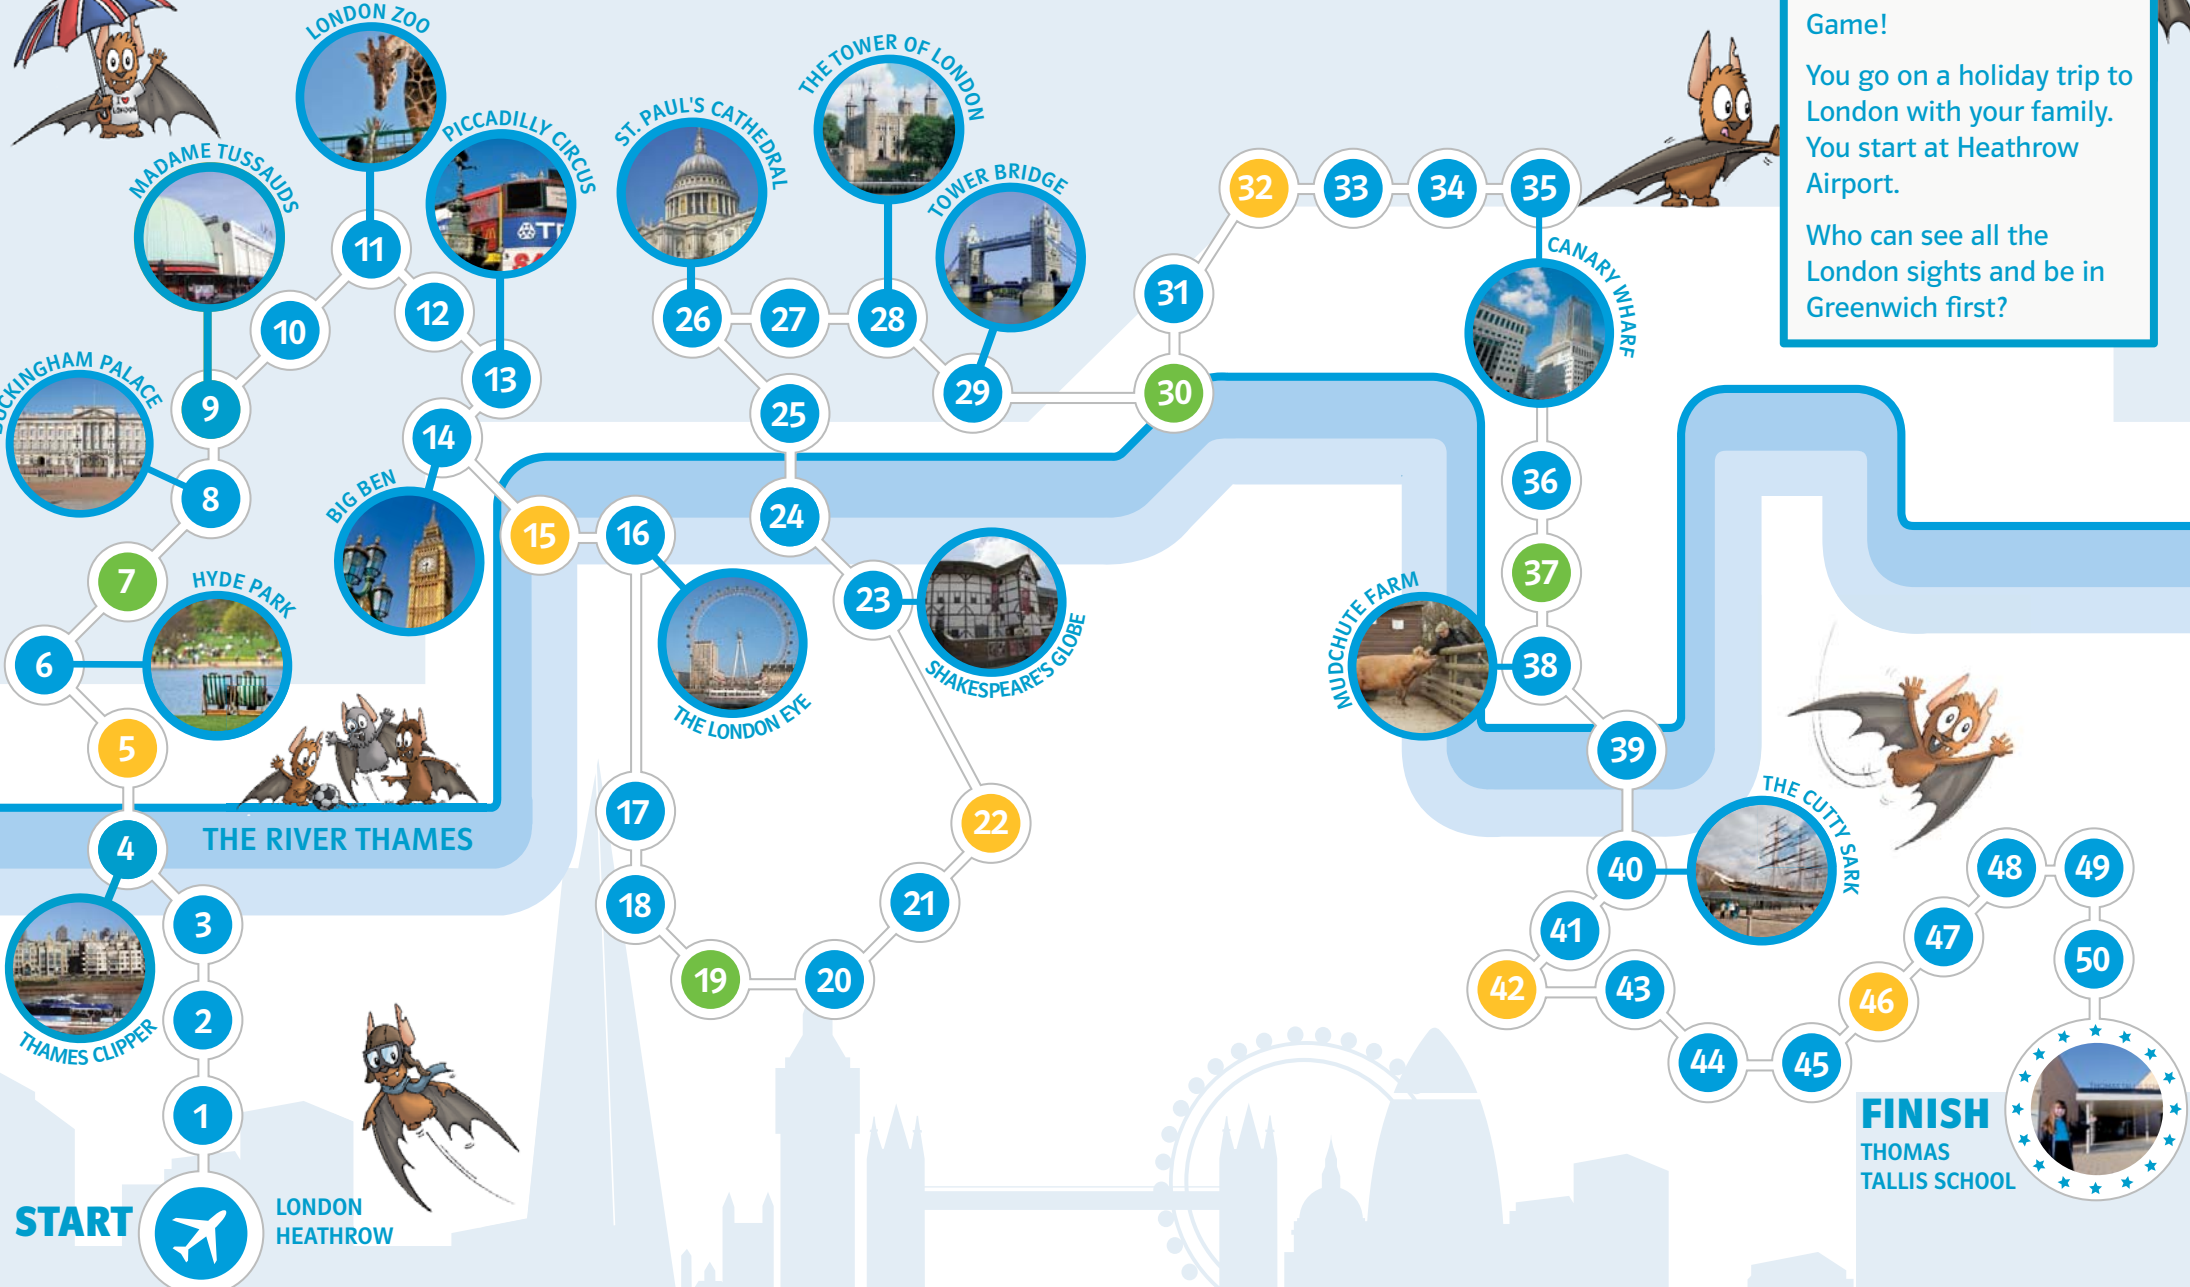 Game!
You go on a holiday trip to
London with your family.
You start at Heathrow
Airport.
Who can see all the
London sights and be in
Greenwich first?
I ♥
LONDON
LONDON ZOO
PICCADILLY CIRCUS
MADAME TUSSAUDS
BUCKINGHAM PALACE
HYDE PARK
BIG BEN
ST. PAUL'S CATHEDRAL
THE TOWER OF LONDON
TOWER BRIDGE
CANARY WHARF
MUDCHUTE FARM
SHAKESPEARE'S GLOBE
THE LONDON EYE
THE CUTTY SARK
THAMES CLIPPER
THE RIVER THAMES
START
LONDON
HEATHROW
1
2
3
4
5
6
7
8
9
10
11
12
13
14
15
16
17
18
19
20
21
22
23
24
25
26
27
28
29
30
31
32
33
34
35
36
37
38
39
40
41
42
43
44
45
46
47
48
49
50
FINISH
THOMAS
TALLIS SCHOOL